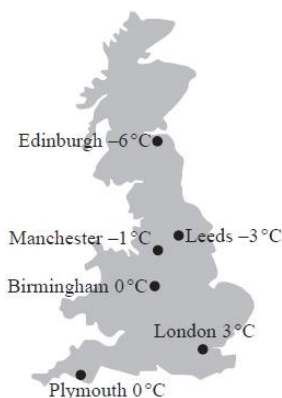 Edinburgh –6°C
Manchester –1°C
Leeds –3°C
Birmingham 0°C
London 3°C
Plymouth 0°C